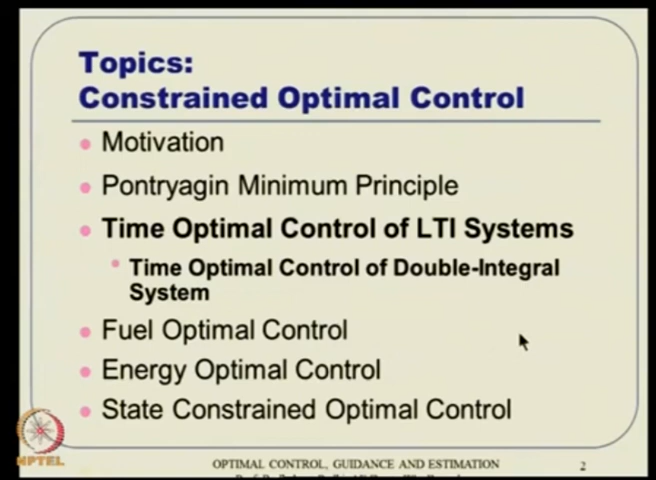 Topics:
Constrained Optimal Control
Motivation
Pontryagin Minimum Principle
Time Optimal Control of LTI Systems
Time Optimal Control of Double-Integral
System
Fuel Optimal Control
Energy Optimal Control
State Constrained Optimal Control
NPTEL
OPTIMAL CONTROL, GUIDANCE AND ESTIMATION
2